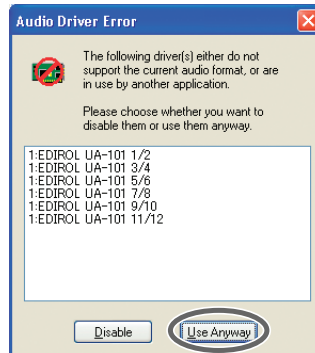 Audio Driver Error
The following driver(s) either do not
support the current audio format, or are
in use by another application.
Please choose whether you want to
disable them or use them anyway.
1:EDIROL UA-101 1/2
1:EDIROL UA-101 3/4
1:EDIROL UA-101 5/6
1:EDIROL UA-101 7/8
1:EDIROL UA-101 9/10
1:EDIROL UA-101 11/12
Disable
Use Anyway